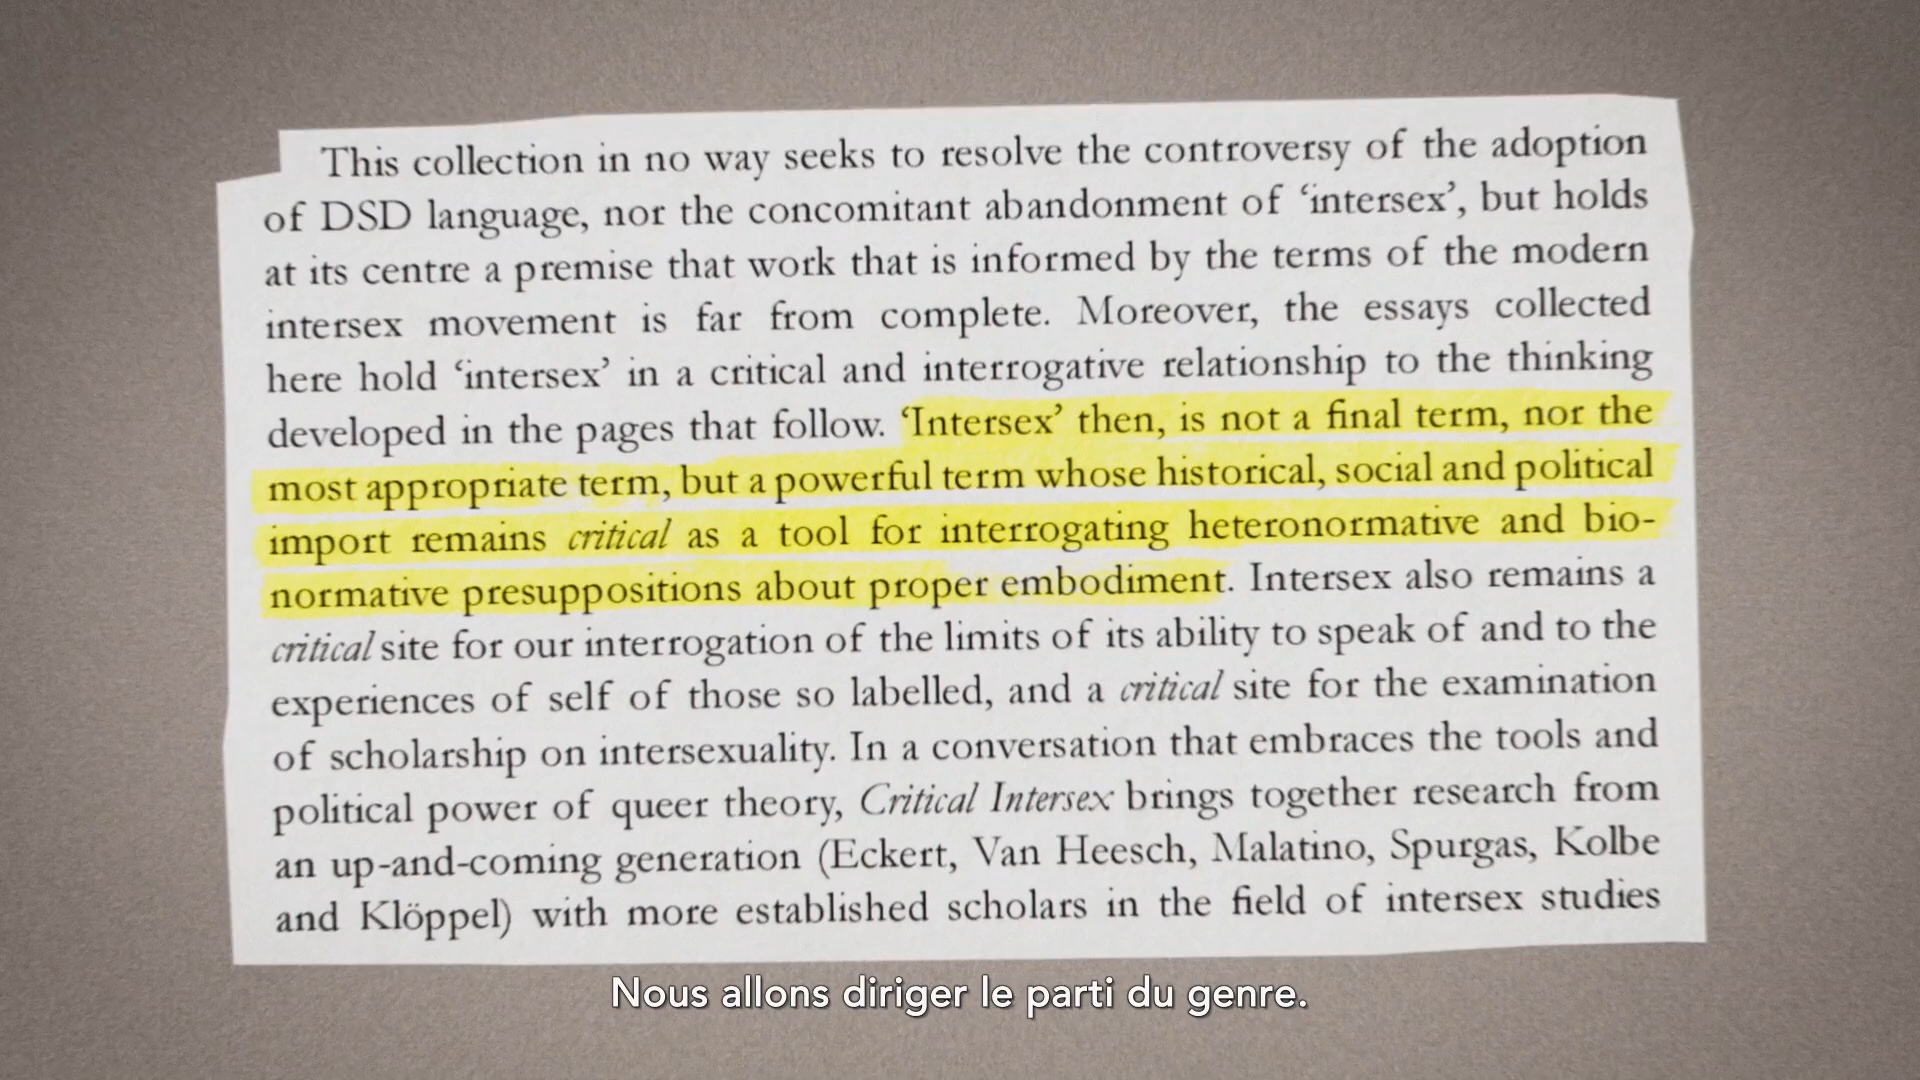 This collection in no way seeks to resolve the controversy of the adoption
of DSD language, nor the concomitant abandonment of ‘intersex’, but holds
at its centre a premise that work that is informed by the terms of the modern
intersex movement is far from complete. Moreover, the essays collected
here hold ‘intersex’ in a critical and interrogative relationship to the thinking
developed in the pages that follow. ‘Intersex’ then, is not a final term, nor the
most appropriate term, but a powerful term whose historical, social and political
import remains critical as a tool for interrogating heteronormative and bio-
normative presuppositions about proper embodiment. Intersex also remains a
critical site for our interrogation of the limits of its ability to speak of and to the
experiences of self of those so labelled, and a critical site for the examination
of scholarship on intersexuality. In a conversation that embraces the tools and
political power of queer theory, Critical Intersex brings together research from
an up-and-coming generation (Eckert, Van Heesch, Malatino, Spurgas, Kolbe
and Klöppel) with more established scholars in the field of intersex studies
Nous allons diriger le parti du genre.